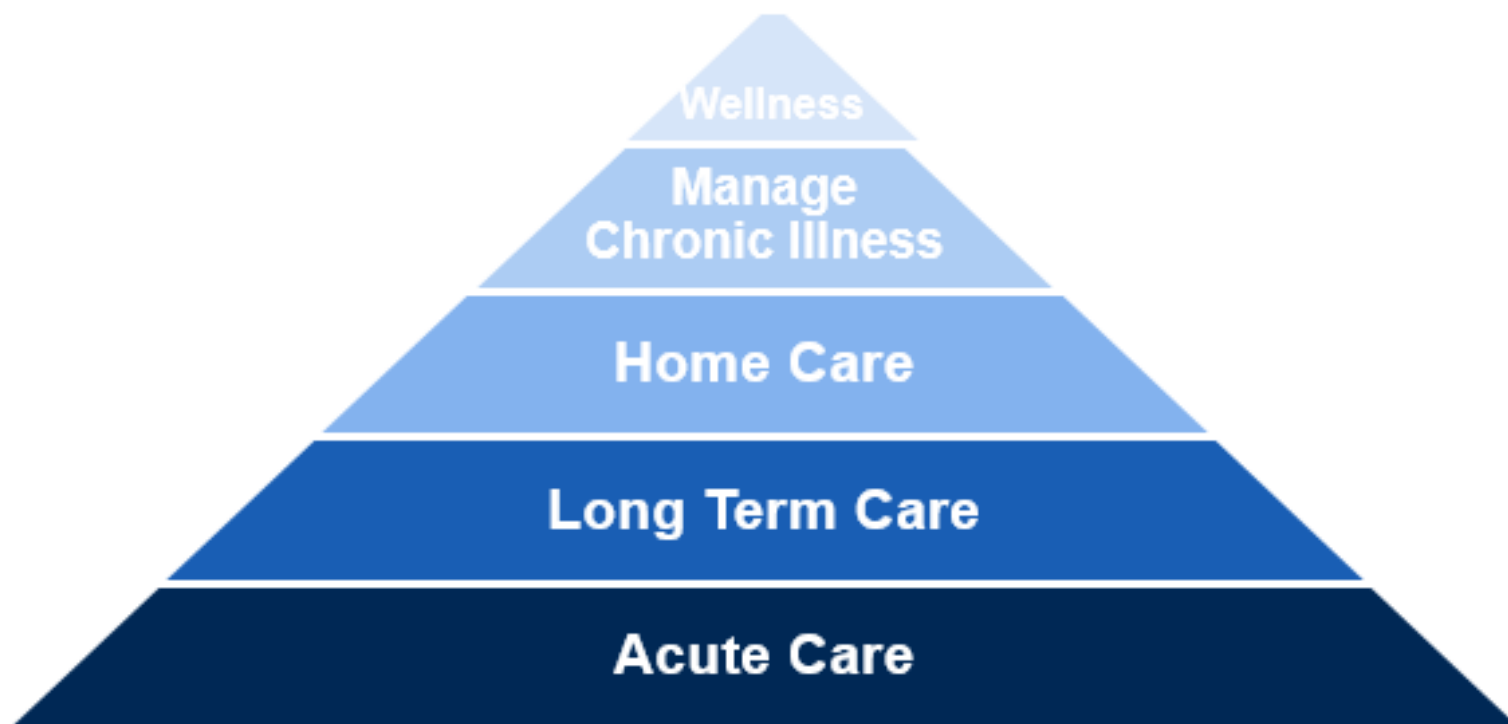 Wellness
Manage
Chronic Illness
Home Care
Long Term Care
Acute Care